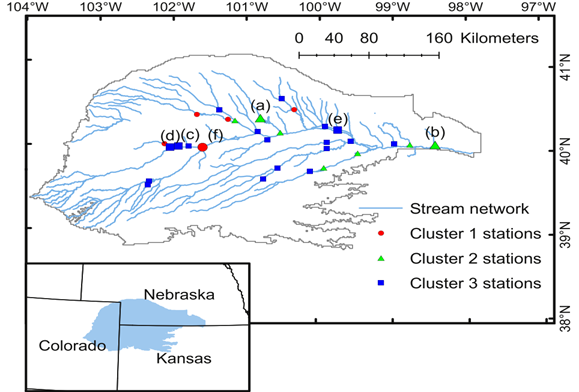 104°W 103°W 102°W 101°W 100°W 99°W 98°W 97°W
0 40 80 160 Kilometers
41°N
(a)
(e)
(b)
(d) (c) (f)
40°N
Stream network
Cluster 1 stations
39°N
Cluster 2 stations
Cluster 3 stations
38°N
Nebraska
Colorado
Kansas